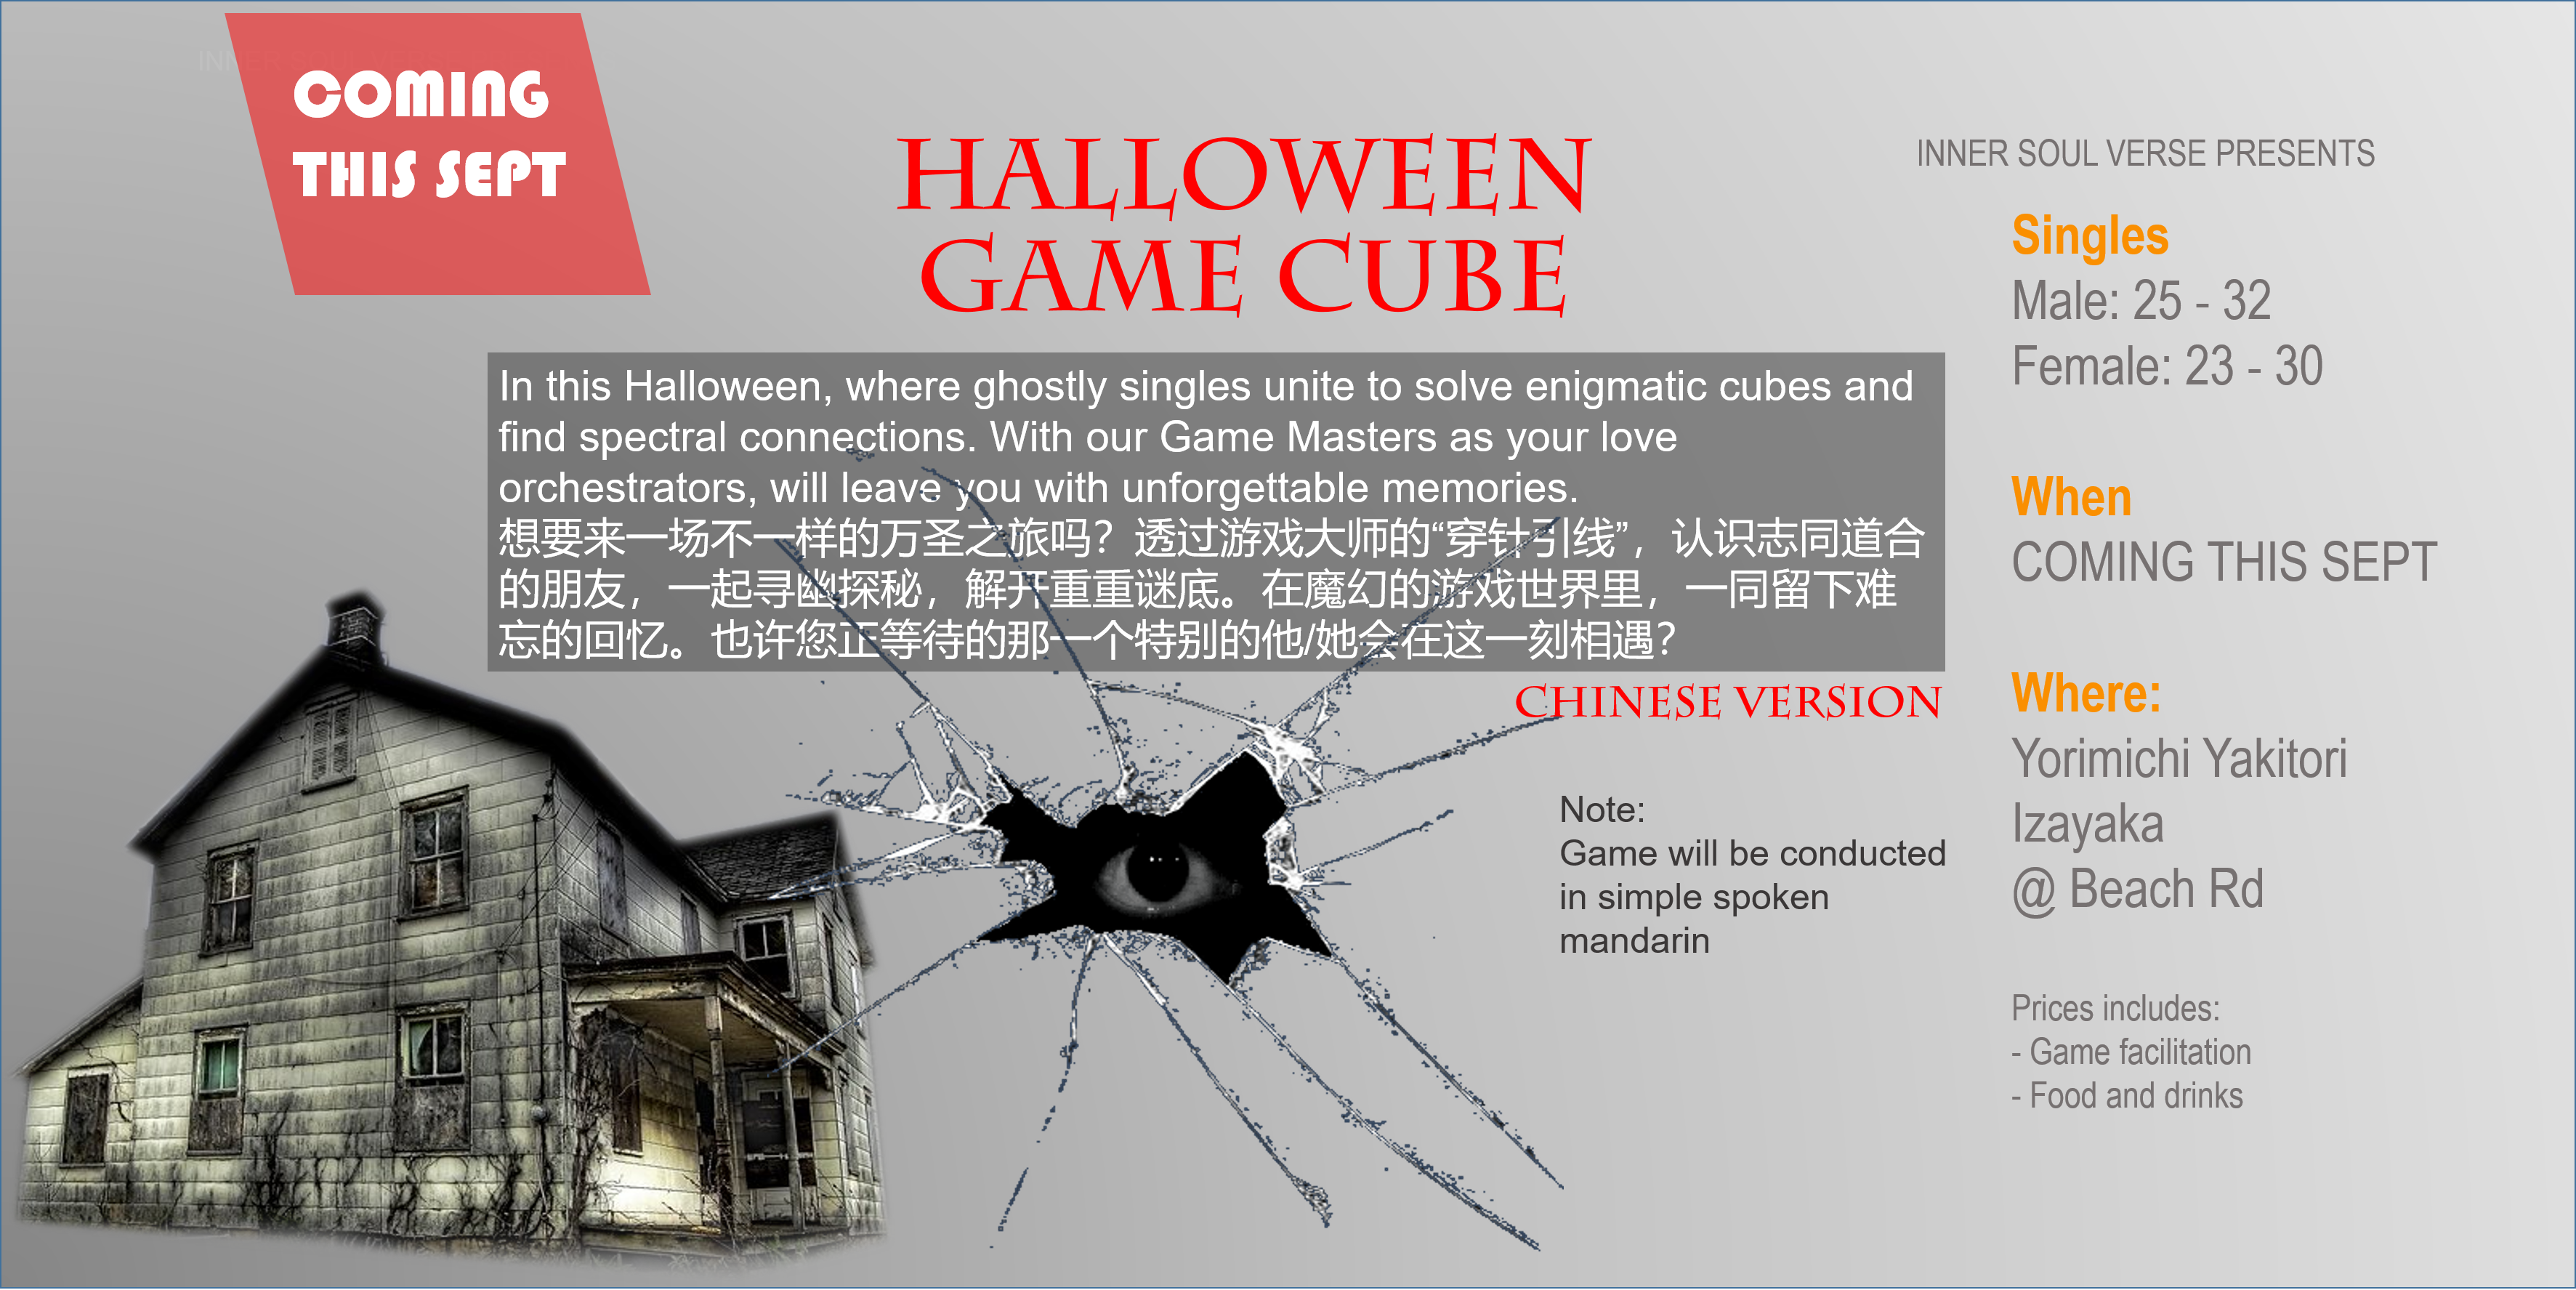 COMING
THIS SEPT
HALLOWEEN
GAME CUBE
In this Halloween, where ghostly singles unite to solve enigmatic cubes and
find spectral connections. With our Game Masters as your love
orchestrators, will leave you with unforgettable memories.
想要来一场不一样的万圣之旅吗？透过游戏大师的“穿针引线”，认识志同道合
的朋友，一起寻幽探秘，解开重重谜底。在魔幻的游戏世界里，一同留下难
忘的回忆。也许您正等待的那一个特别的他/她会在这一刻相遇？
CHINESE VERSION
Note:
Game will be conducted
in simple spoken
mandarin
INNER SOUL VERSE PRESENTS
Singles
Male: 25 - 32
Female: 23 - 30
When
COMING THIS SEPT
Where:
Yorimichi Yakitori
Izayaka
@ Beach Rd
Prices includes:
- Game facilitation
- Food and drinks